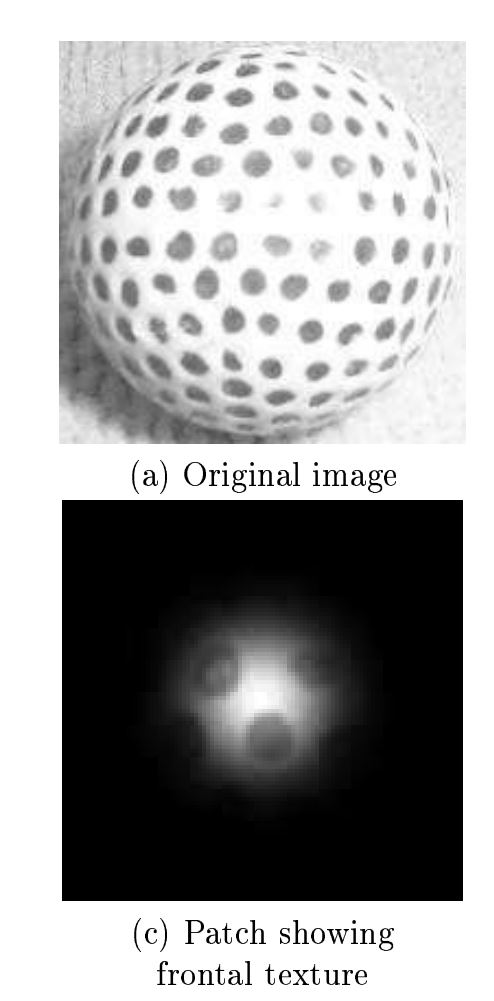 (a) Original image
(c) Patch showing
frontal texture